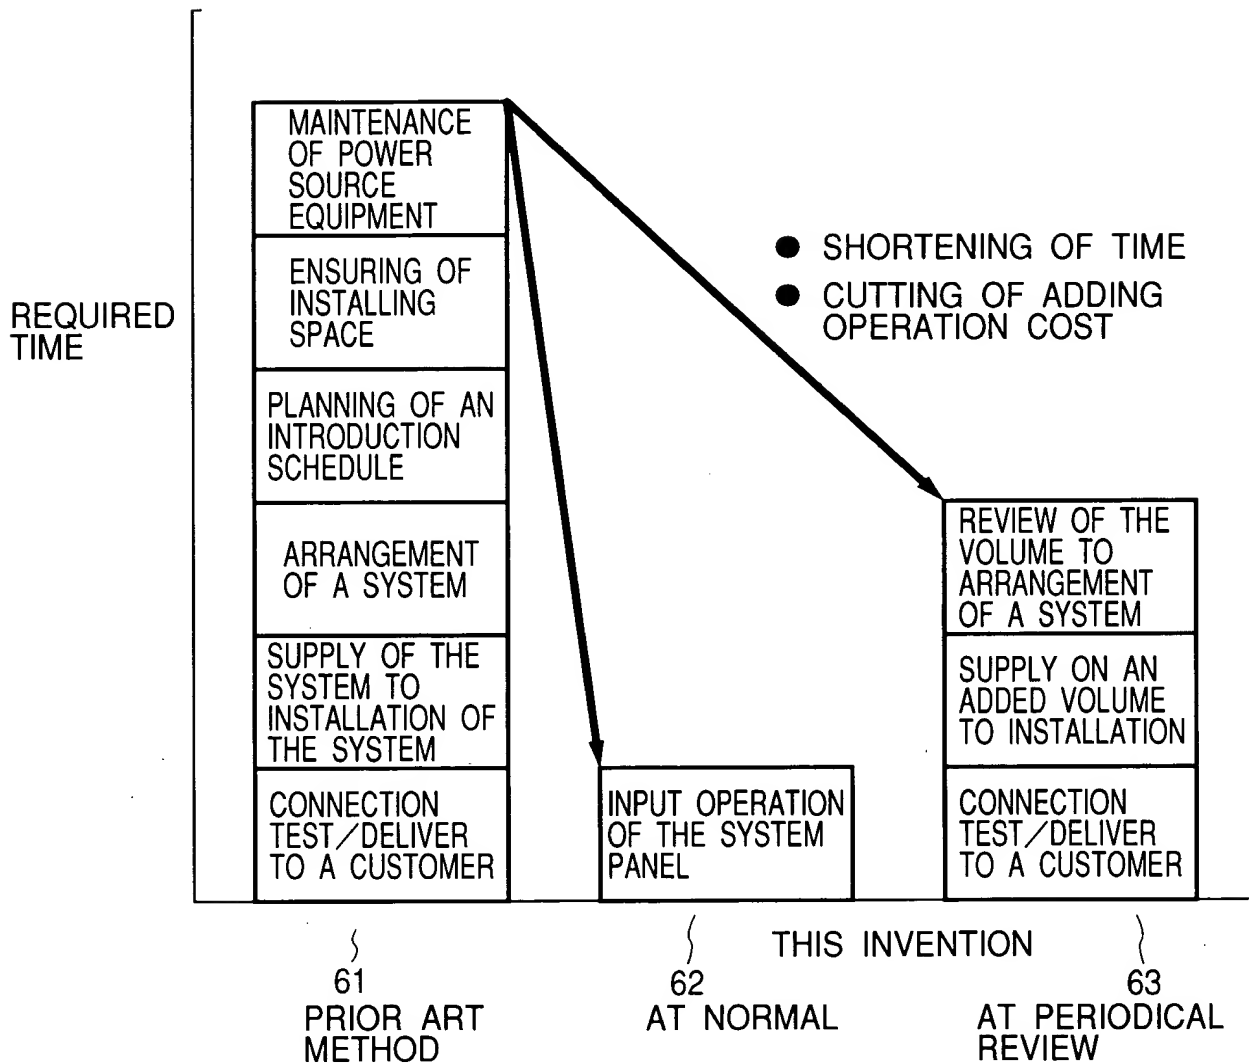 REQUIRED
TIME
MAINTENANCE
OF POWER
SOURCE
EQUIPMENT
ENSURING OF
INSTALLING
SPACE
PLANNING OF AN
INTRODUCTION
SCHEDULE
ARRANGEMENT
OF A SYSTEM
SUPPLY OF THE
SYSTEM TO
INSTALLATION OF
THE SYSTEM
CONNECTION
TEST/DELIVER
TO A CUSTOMER
● SHORTENING OF TIME
● CUTTING OF ADDING
OPERATION COST
INPUT OPERATION
OF THE SYSTEM
PANEL
REVIEW OF THE
VOLUME TO
ARRANGEMENT
OF A SYSTEM
SUPPLY ON AN
ADDED VOLUME
TO INSTALLATION
CONNECTION
TEST/DELIVER
TO A CUSTOMER
61
PRIOR ART
METHOD
THIS INVENTION
62
AT NORMAL
63
AT PERIODICAL
REVIEW